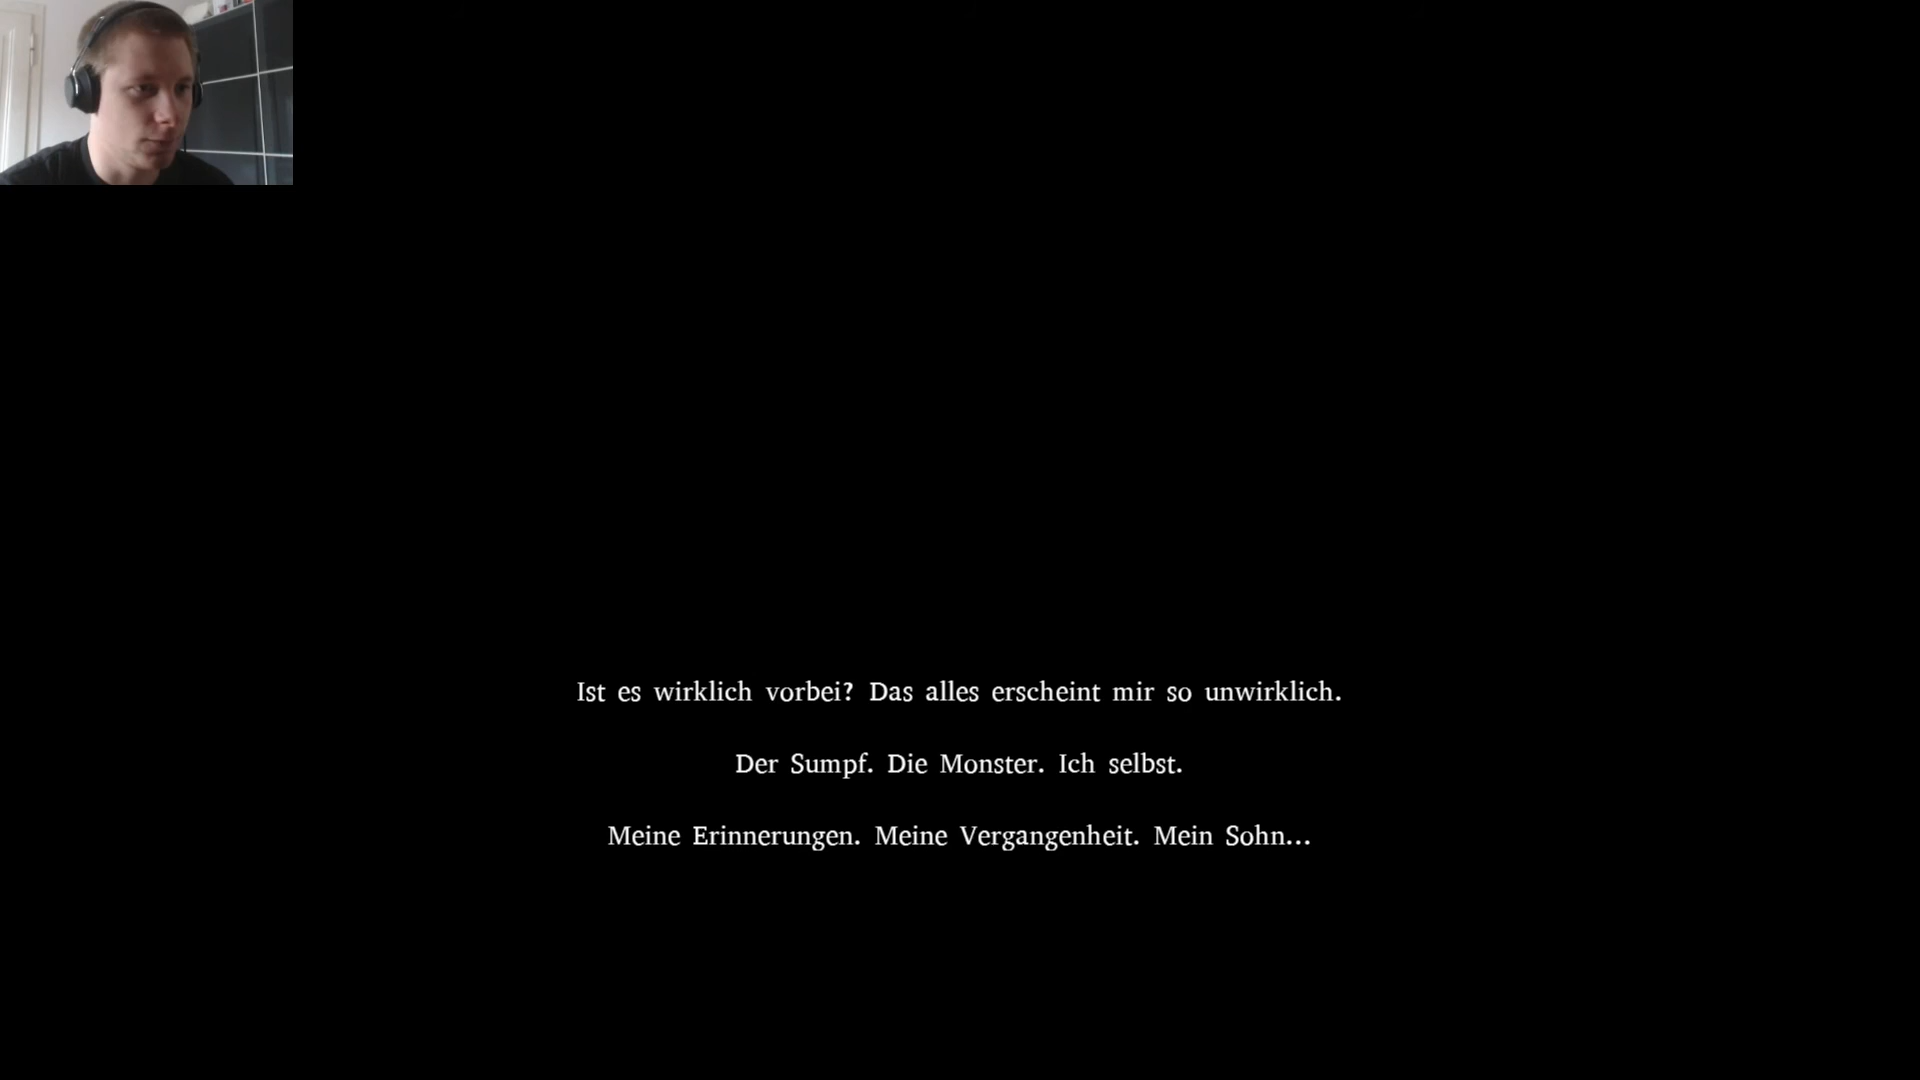 Ist es wirklich vorbei? Das alles erscheint mir so unwirklich.
Der Sumpf. Die Monster. Ich selbst.
Meine Erinnerungen. Meine Vergangenheit. Mein Sohn...